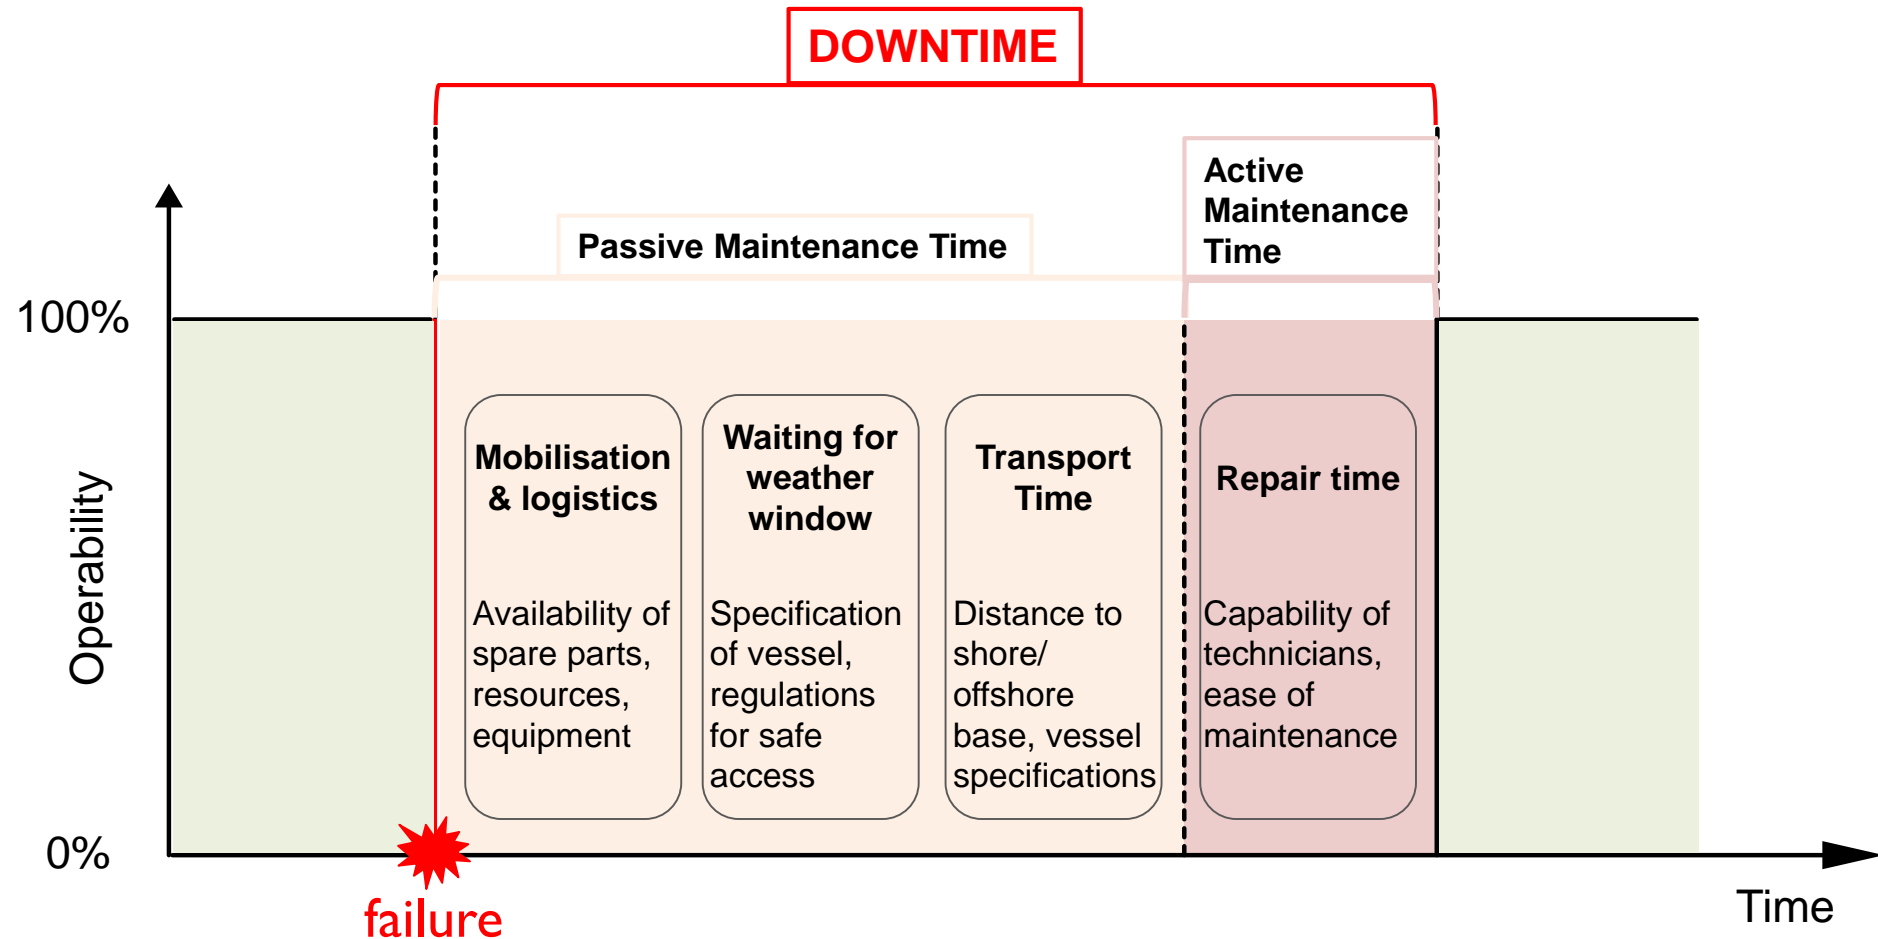 DOWNTIME
Active
Maintenance
Time
Passive Maintenance Time
100%
Operability
0%
Mobilisation
& logistics
Availability of
spare parts,
resources,
equipment
Waiting for
weather
window
Specification
of vessel,
regulations
for safe
access
Transport
Time
Distance to
shore/
offshore
base, vessel
specifications
Repair time
Capability of
technicians,
ease of
maintenance
failure
Time